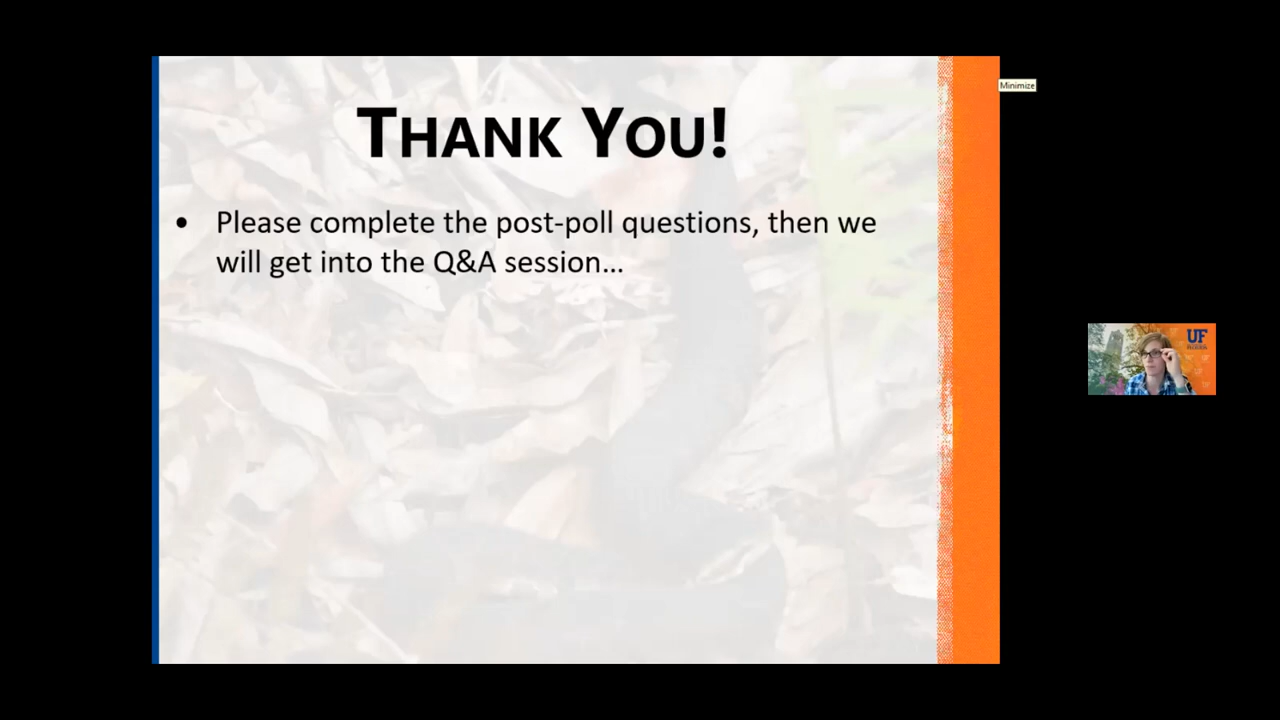 THANK YOU!
Minimize
• Please complete the post-poll questions, then we
will get into the Q&A session...
UF